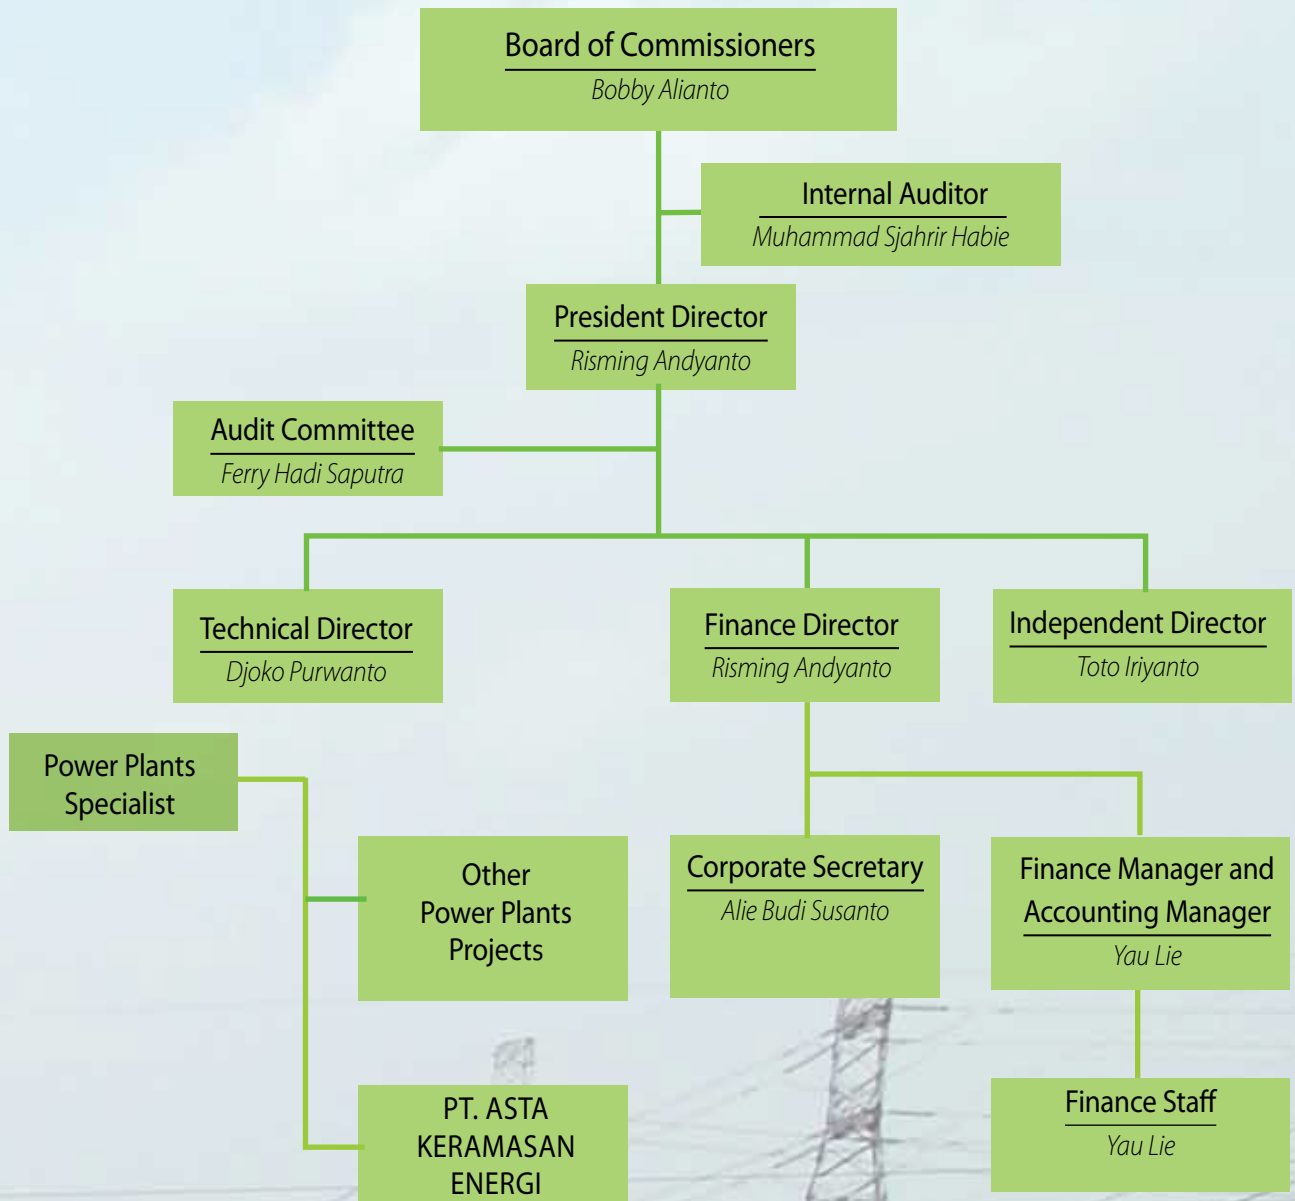 Board of Commissioners
Bobby Alianto
Internal Auditor
Muhammad Sjahrir Habie
President Director
Risming Andyanto
Audit Committee
Ferry Hadi Saputra
Technical Director
Djoko Purwanto
Finance Director
Risming Andyanto
Independent Director
Toto Iriyanto
Power Plants
Specialist
Other
Power Plants
Projects
Corporate Secretary
Alie Budi Susanto
Finance Manager and
Accounting Manager
Yau Lie
PT. ASTA
KERAMASAN
ENERGI
Finance Staff
Yau Lie